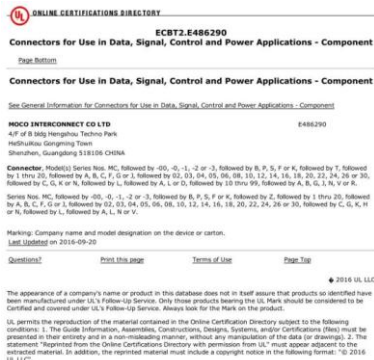 UL ONLINE CERTIFICATIONS DIRECTORY
ECBT2.E486290
Connectors for Use in Data, Signal, Control and Power Applications - Component
Page Bottom
Connectors for Use in Data, Signal, Control and Power Applications - Component
See General Information for Connectors for Use in Data, Signal, Control and Power Applications - Component
MOCO INTERCONNECT CO LTD E486290
4/F of B bldg Hengshou Techno Park
HeShuiKou Gongming Town
Shenzhen, Guangdong 518106 CHINA
Connector, Model(s) Series Nos. MC, followed by -00, -0, -1, -2 or -3, followed by B, P, S, F or K, followed by T, followed
by 1 thru 20, followed by A, B, C, F, G or J, followed by 02, 03, 04, 05, 06, 08, 10, 12, 14, 16, 18, 20, 22, 24, 26 or 30,
followed by C, G, K or N, followed by L, followed by A, L or D, followed by 10 thru 99, followed by A, B, G, J, N, V or R.
Series Nos. MC, followed by -00, -0, -1, -2 or -3, followed by B, P, S, F or K, followed by Z, followed by 1 thru 20, followed
by A, B, C, F, G or J, followed by 02, 03, 04, 05, 06, 08, 10, 12, 14, 16, 18, 20, 22, 24, 26 or 30, followed by C, G, K, H
or N, followed by L, followed by A, L, N or V.
Marking: Company name and model designation on the device or carton.
Last Updated on 2016-09-20
Questions? Print this page Terms of Use Page Top
� 2016 UL LLC
The appearance of a company's name or product in this database does not in itself assure that products so identified have
been manufactured under UL's Follow-Up Service. Only those products bearing the UL Mark should be considered to be
Certified and covered under UL's Follow-Up Service. Always look for the Mark on the product.
UL permits the reproduction of the material contained in the Online Certification Directory subject to the following
conditions: 1. The Guide Information, Assemblies, Constructions, Designs, Systems, and/or Certifications (files) must be
presented in their entirety and in a non-misleading manner, without any manipulation of the data (or drawings). 2. The
statement "Reprinted from the Online Certifications Directory with permission from UL" must appear adjacent to the
extracted material. In addition, the reprinted material must include a copyright notice in the following format: "© 2016
UL LLC".